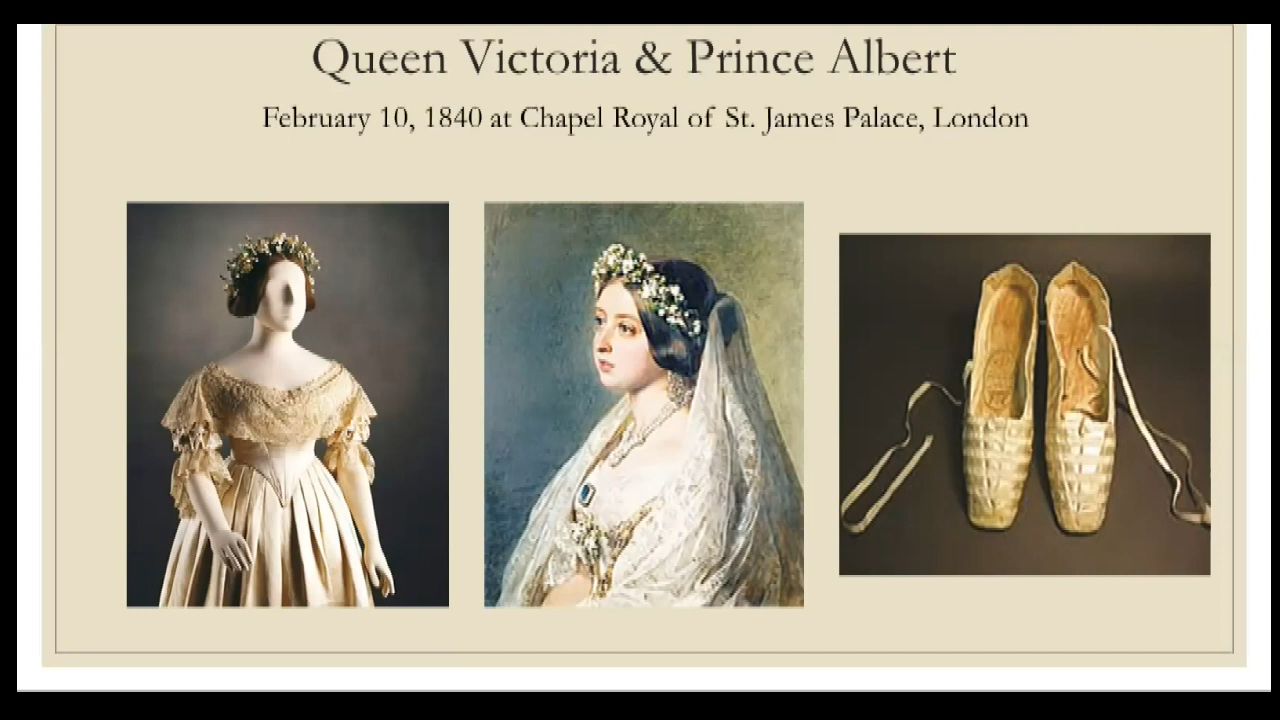 Queen Victoria & Prince Albert
February 10, 1840 at Chapel Royal of St. James Palace, London